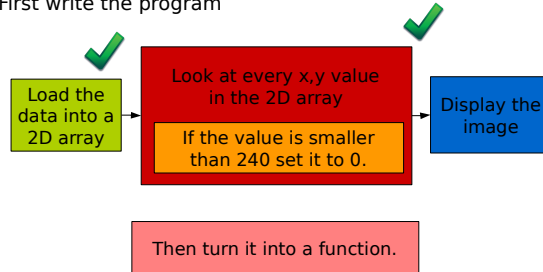 First write the program
Load the
data into a
2D array
Look at every x,y value
in the 2D array
If the value is smaller
than 240 set it to 0.
Display the
image
Then turn it into a function.